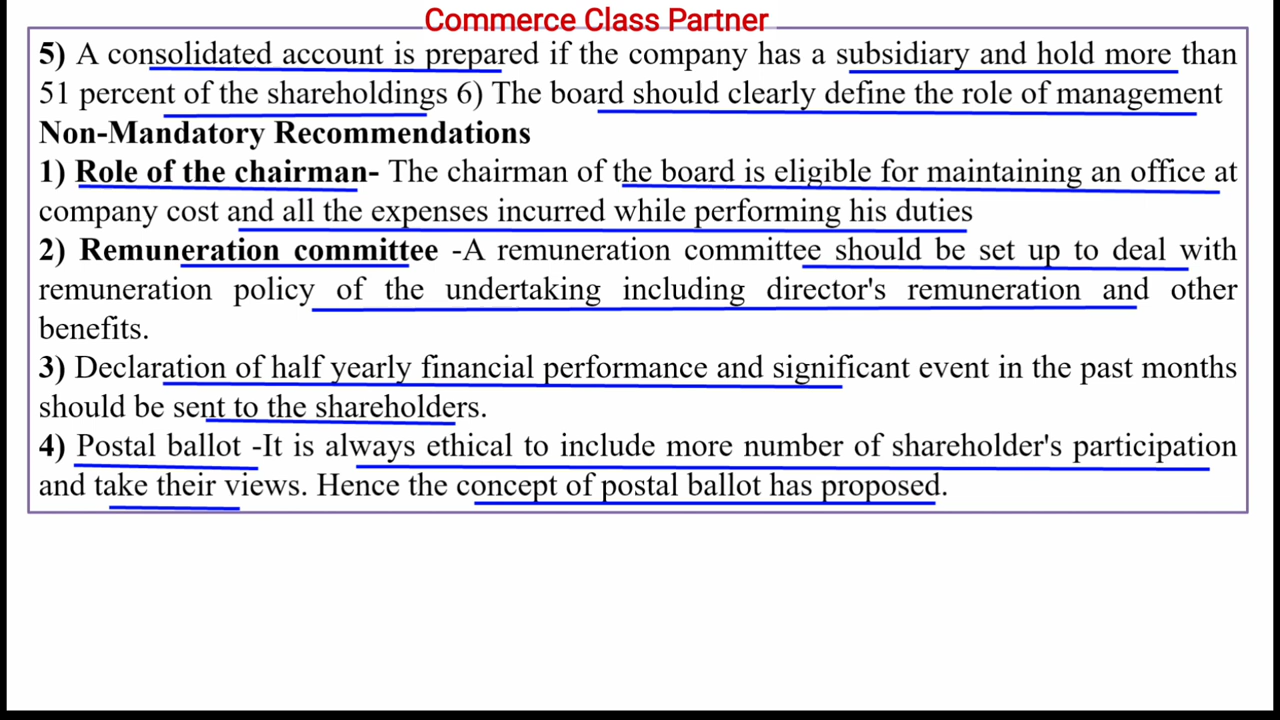 Commerce Class Partner
5) A consolidated account is prepared if the company has a subsidiary and hold more than
51 percent of the shareholdings 6) The board should clearly define the role of management
Non-Mandatory Recommendations
1) Role of the chairman- The chairman of the board is eligible for maintaining an office at
company cost and all the expenses incurred while performing his duties
2) Remuneration committee -A remuneration committee should be set up to deal with
remuneration policy of the undertaking including director's remuneration and other
benefits.
3) Declaration of half yearly financial performance and significant event in the past months
should be sent to the shareholders.
4) Postal ballot -It is always ethical to include more number of shareholder's participation
and take their views. Hence the concept of postal ballot has proposed.